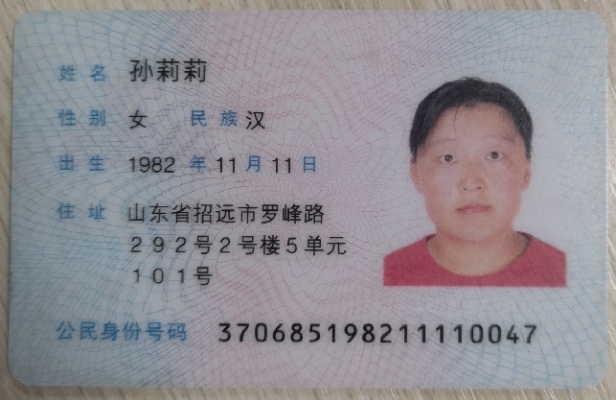 姓名 孙莉莉
性别 女 民族 汉
出生 1982 年 11 月 11 日
住址 山东省招远市罗峰路
292号2号楼5单元
101号
公民身份号码 370685198211110047